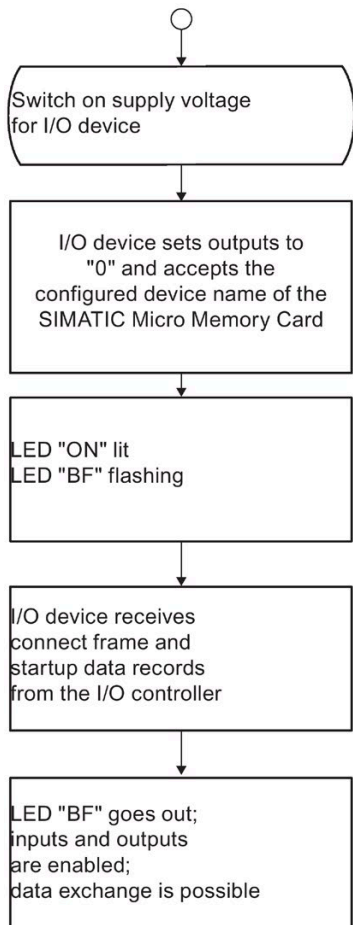 Switch on supply voltage
for I/O device
I/O device sets outputs to
"0" and accepts the
configured device name of the
SIMATIC Micro Memory Card
LED "ON" lit
LED "BF" flashing
I/O device receives
connect frame and
startup data records
from the I/O controller
LED "BF" goes out;
inputs and outputs
are enabled;
data exchange is possible